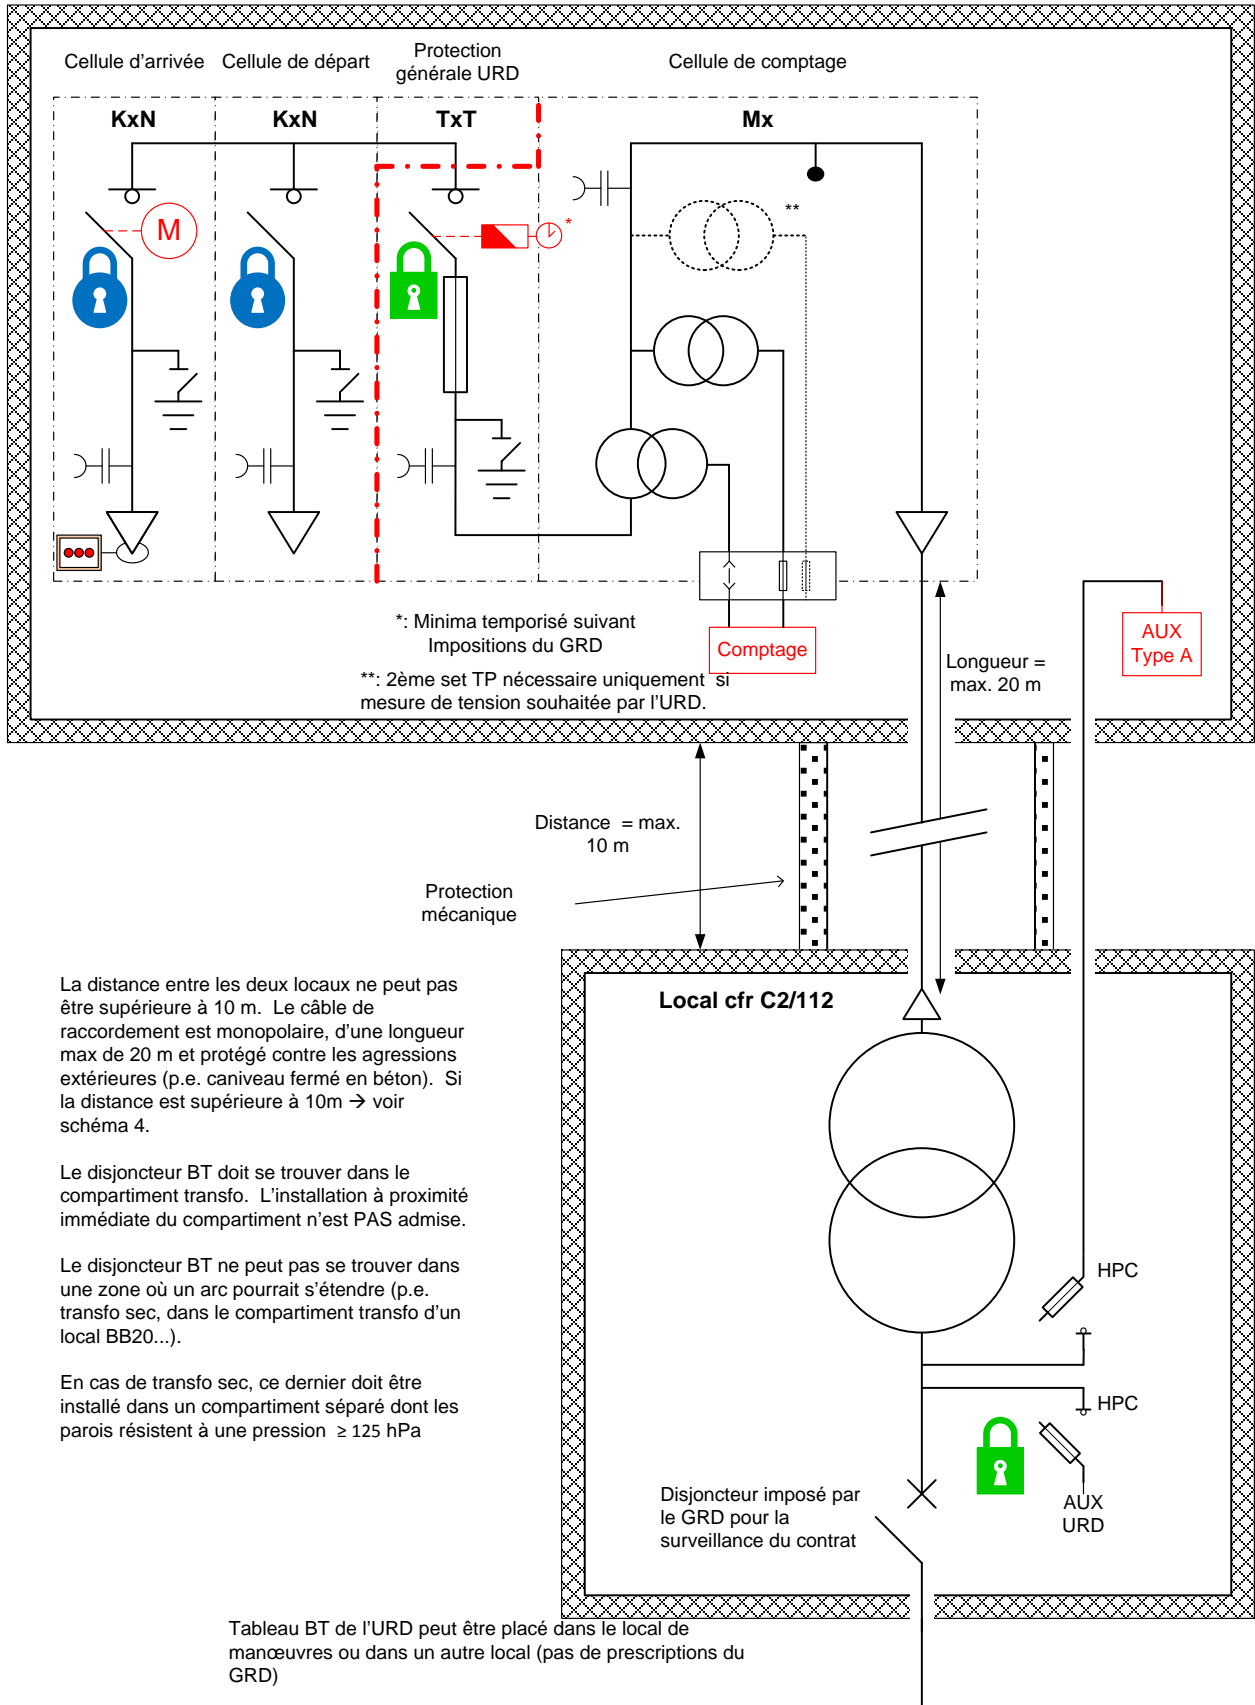 Cellule d'arrivée
Cellule de départ
Protection
générale URD
Cellule de comptage
KxN
KxN
TxT
Mx
M
*
**
*: Minima temporisé suivant
Impositions du GRD
**: 2ème set TP nécessaire uniquement si
mesure de tension souhaitée par l'URD.
Comptage
Longueur =
max. 20 m
AUX
Type A
Distance = max.
10 m
Protection
mécanique
La distance entre les deux locaux ne peut pas
être supérieure à 10 m. Le câble de
raccordement est monopolaire, d'une longueur
max de 20 m et protégé contre les agressions
extérieures (p.e. caniveau fermé en béton). Si
la distance est supérieure à 10m → voir
schéma 4.
Le disjoncteur BT doit se trouver dans le
compartiment transfo. L'installation à proximité
immédiate du compartiment n'est PAS admise.
Le disjoncteur BT ne peut pas se trouver dans
une zone où un arc pourrait s'étendre (p.e.
transfo sec, dans le compartiment transfo d'un
local BB20...).
En cas de transfo sec, ce dernier doit être
installé dans un compartiment séparé dont les
parois résistent à une pression ≥ 125 hPa
Local cfr C2/112
HPC
HPC
AUX
URD
Disjoncteur imposé par
le GRD pour la
surveillance du contrat
Tableau BT de l'URD peut être placé dans le local de
manœuvres ou dans un autre local (pas de prescriptions du
GRD)